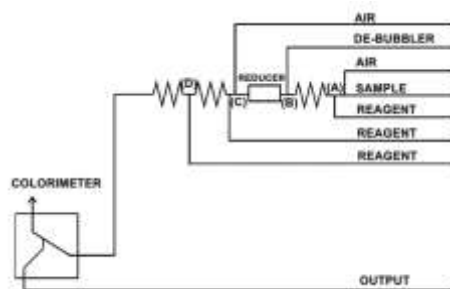 AIR
DE-BUBBLER
AIR
(D)
REDUCER
(C)
(B)
(A)
SAMPLE
REAGENT
REAGENT
REAGENT
COLORIMETER
OUTPUT